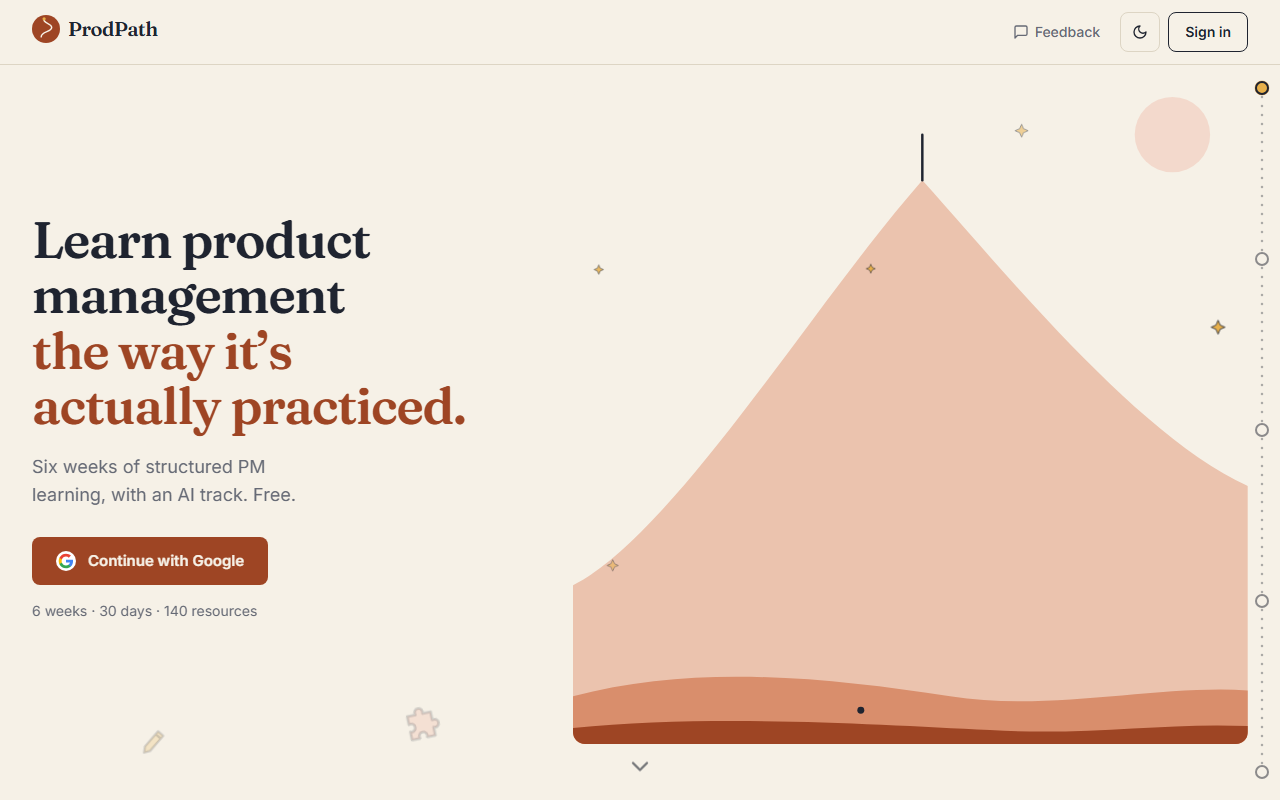 ProdPath
Feedback
Sign in
Learn product
management
the way it’s
actually practiced.
Six weeks of structured PM
learning, with an AI track. Free.
Continue with Google
6 weeks · 30 days · 140 resources